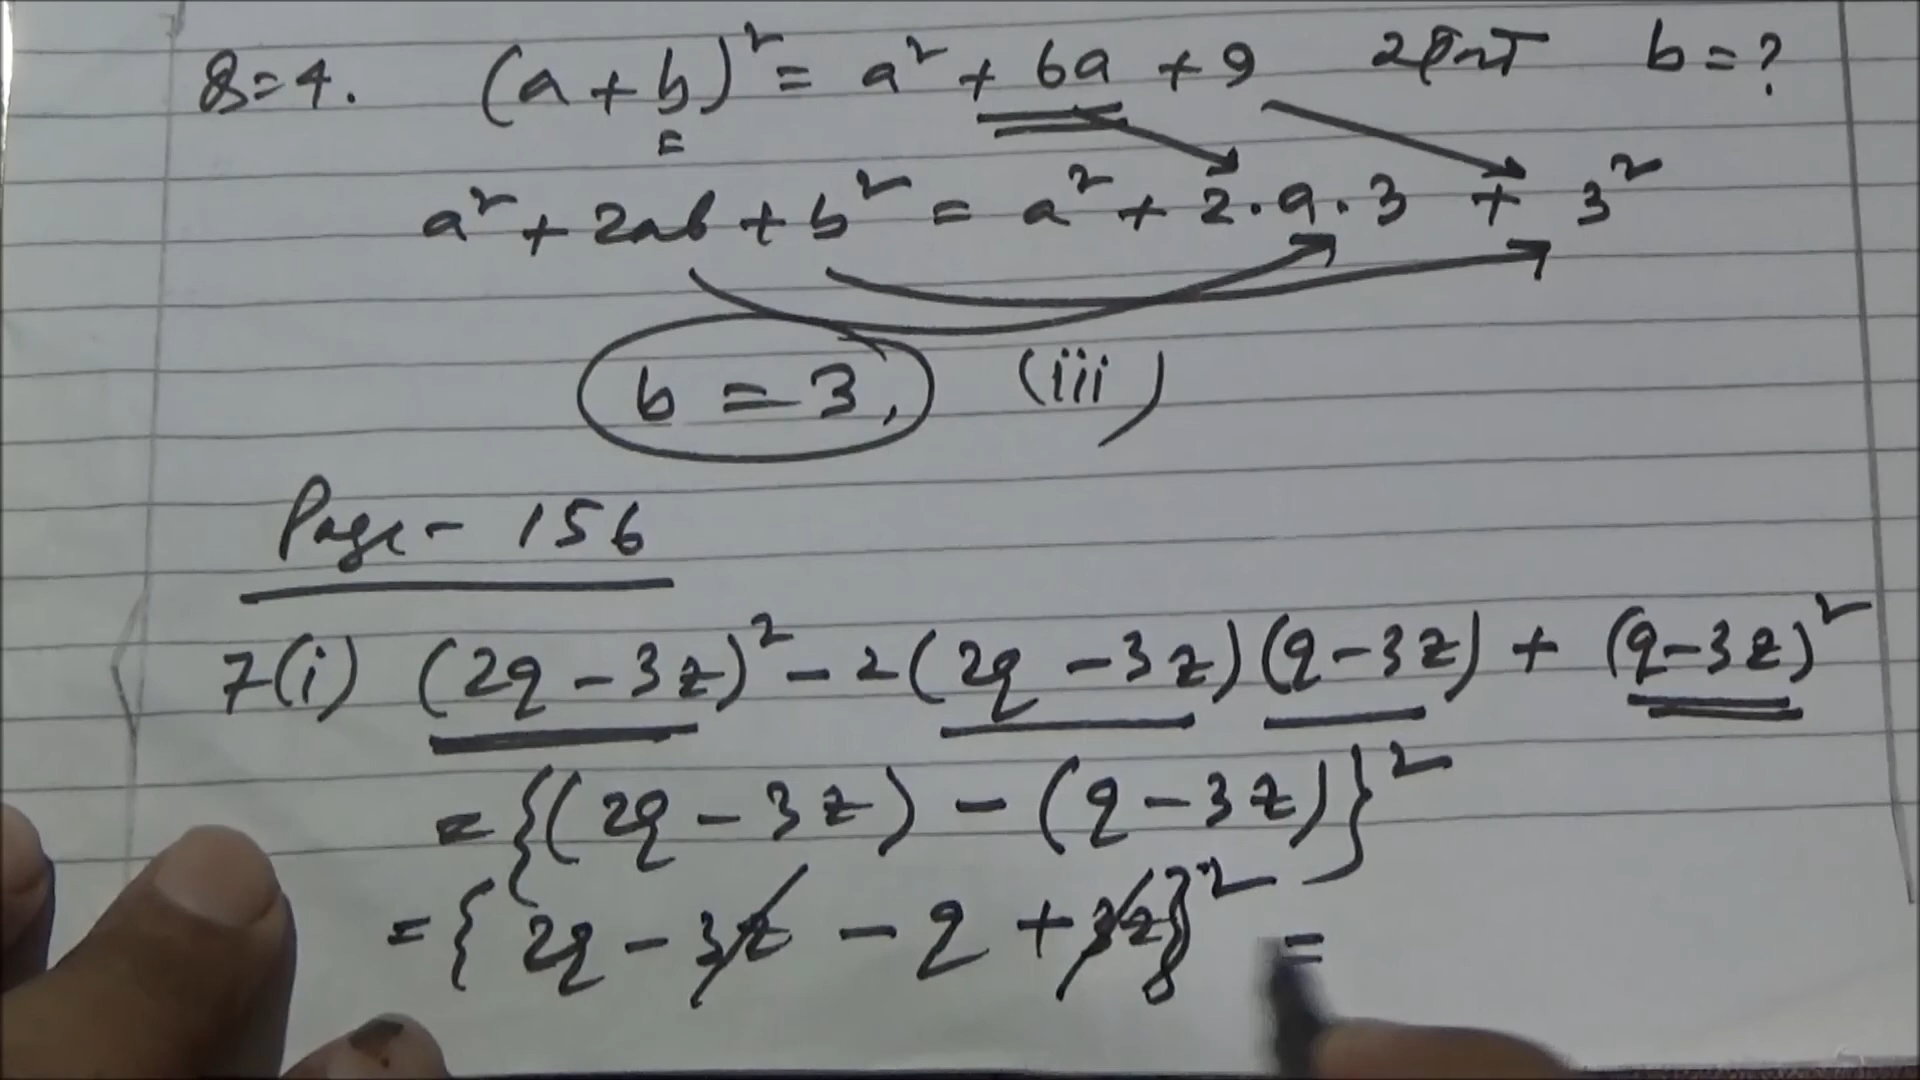 Q=4. (a+b)² = a² + 6a + 9 হলে b = ?
=
a² + 2ab + b² = a² + 2·a·3 + 3²
b = 3, (iii)
Page- 156
7(i) (2q-3z)² - 2(2q-3z)(q-3z) + (q-3z)²
= {(2q-3z) - (q-3z)}²
= {2q-3z - q + 3z}² =